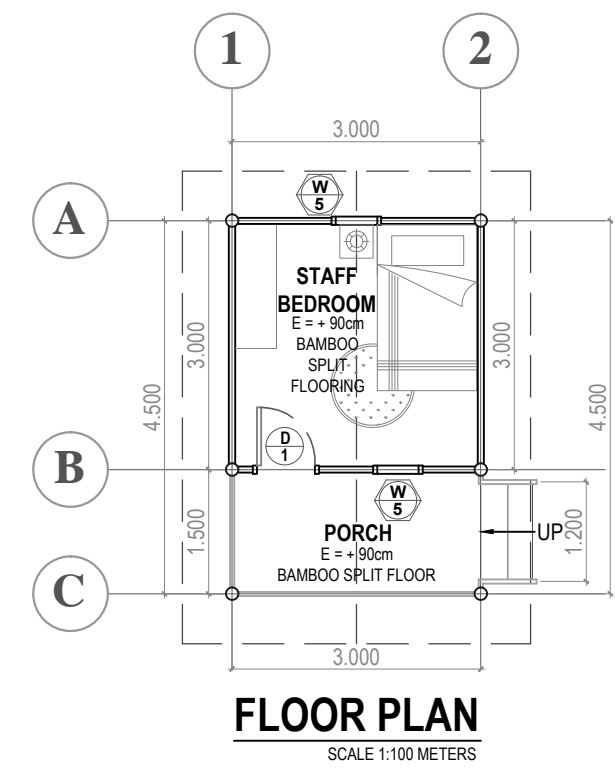 1
2
3.000
W
5
A
STAFF
BEDROOM
E = + 90cm
BAMBOO
SPLIT
FLOORING
3.000
3.000
4.500
4.500
D
1
B
W
5
PORCH
E = + 90cm
BAMBOO SPLIT FLOOR
1.500
UP
1.200
C
3.000
FLOOR PLAN
SCALE 1:100 METERS